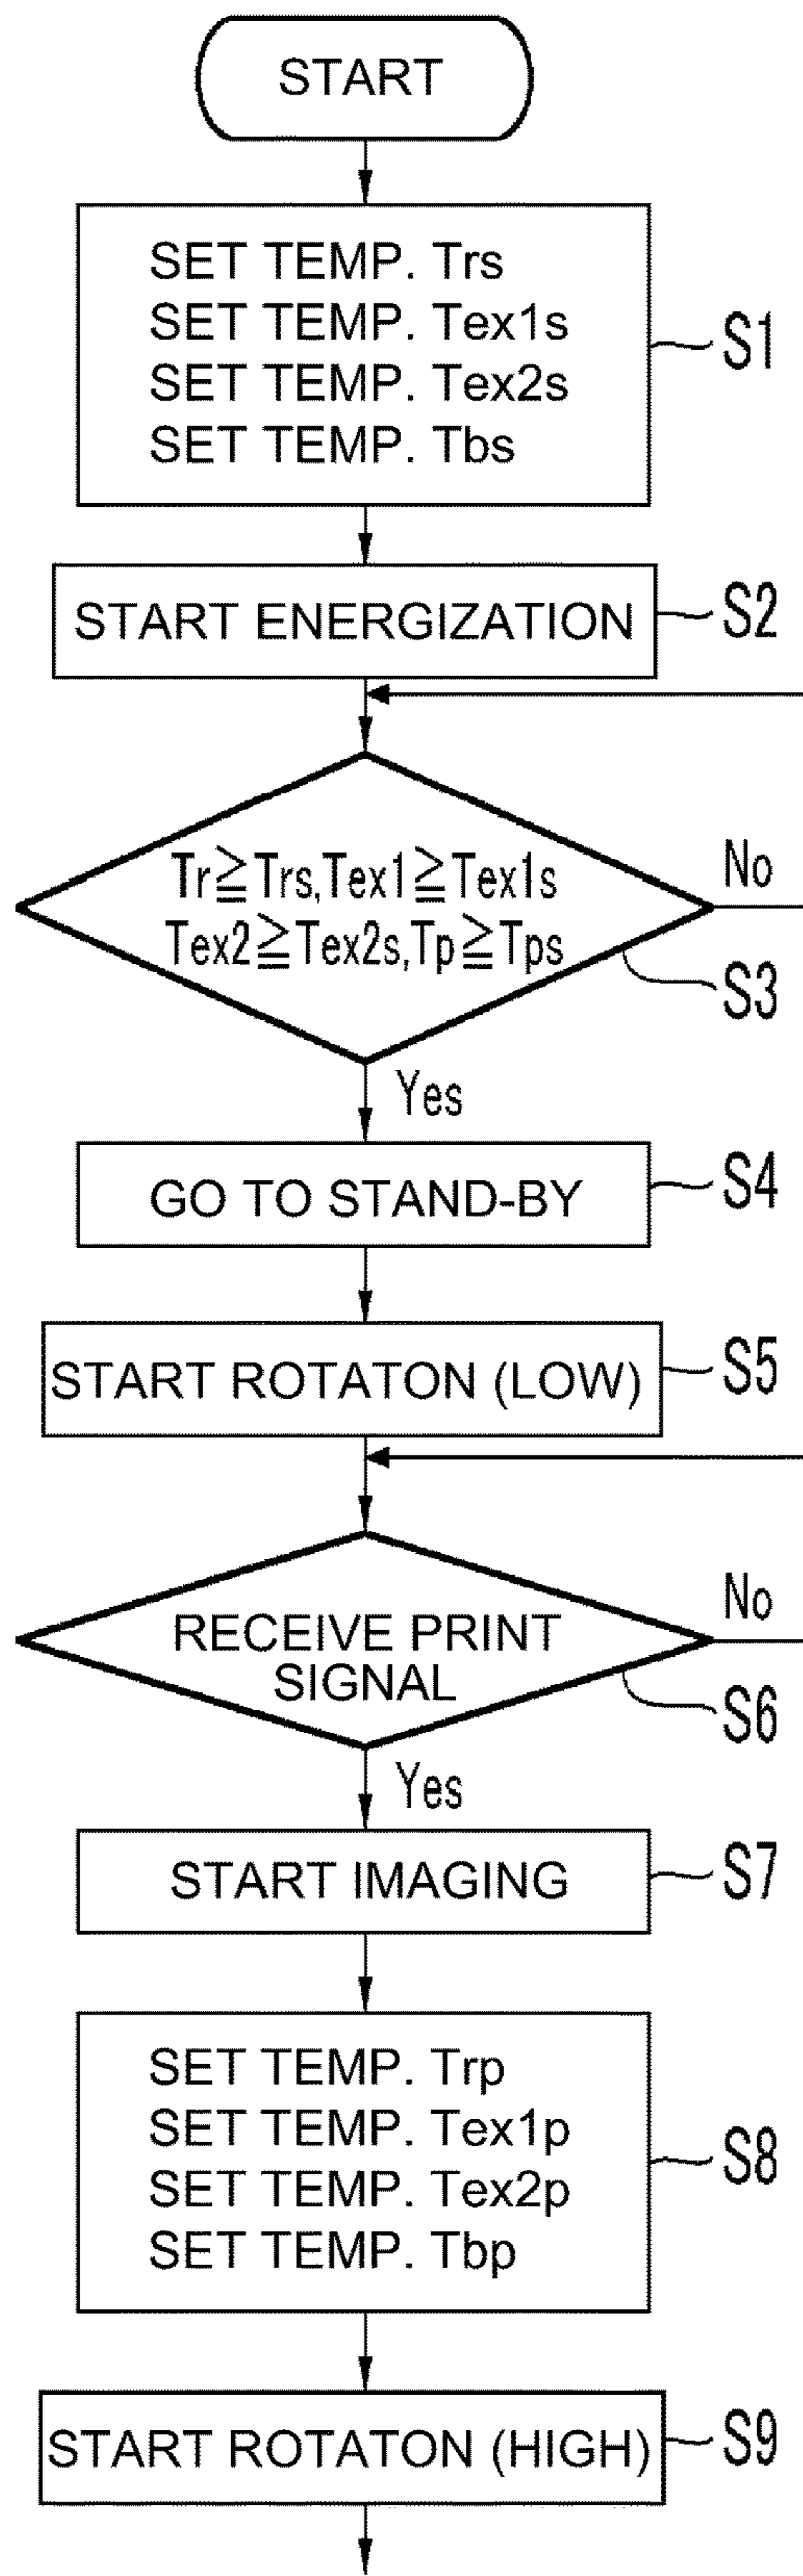 START
SET TEMP. Trs
SET TEMP. Tex1s
SET TEMP. Tex2s
SET TEMP. Tbs
S1
START ENERGIZATION
S2
Tr≧Trs,Tex1≧Tex1s
Tex2≧Tex2s,Tp≧Tps
No
S3
Yes
GO TO STAND-BY
S4
START ROTATON (LOW)
S5
RECEIVE PRINT
SIGNAL
No
S6
Yes
START IMAGING
S7
SET TEMP. Trp
SET TEMP. Tex1p
SET TEMP. Tex2p
SET TEMP. Tbp
S8
START ROTATON (HIGH)
S9